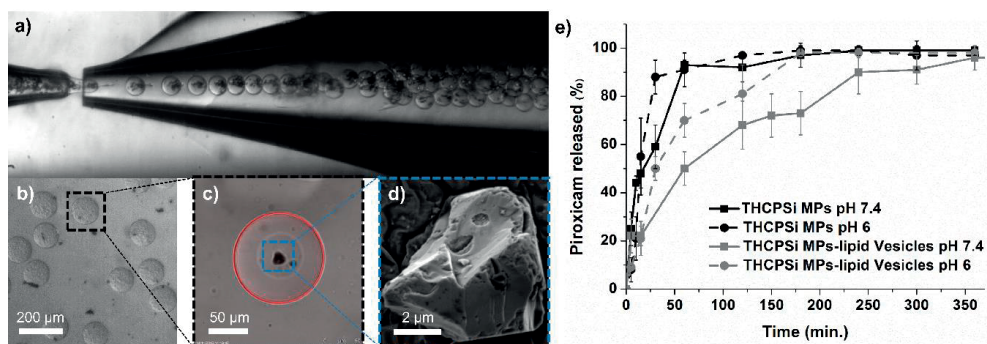 a)
b)
200 μm
c)
50 μm
d)
2 μm
e)
Piroxicam released (%)
100
80
60
40
20
0
THCPSi MPs pH 7.4
THCPSi MPs pH 6
THCPSi MPs-lipid Vesicles pH 7.4
THCPSi MPs-lipid Vesicles pH 6
0 50 100 150 200 250 300 350
Time (min.)